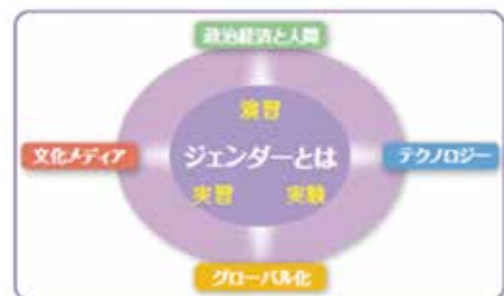 政治経済と人間
演習
文化メディア
ジェンダーとは
テクノロジー
実習
実験
グローバル化